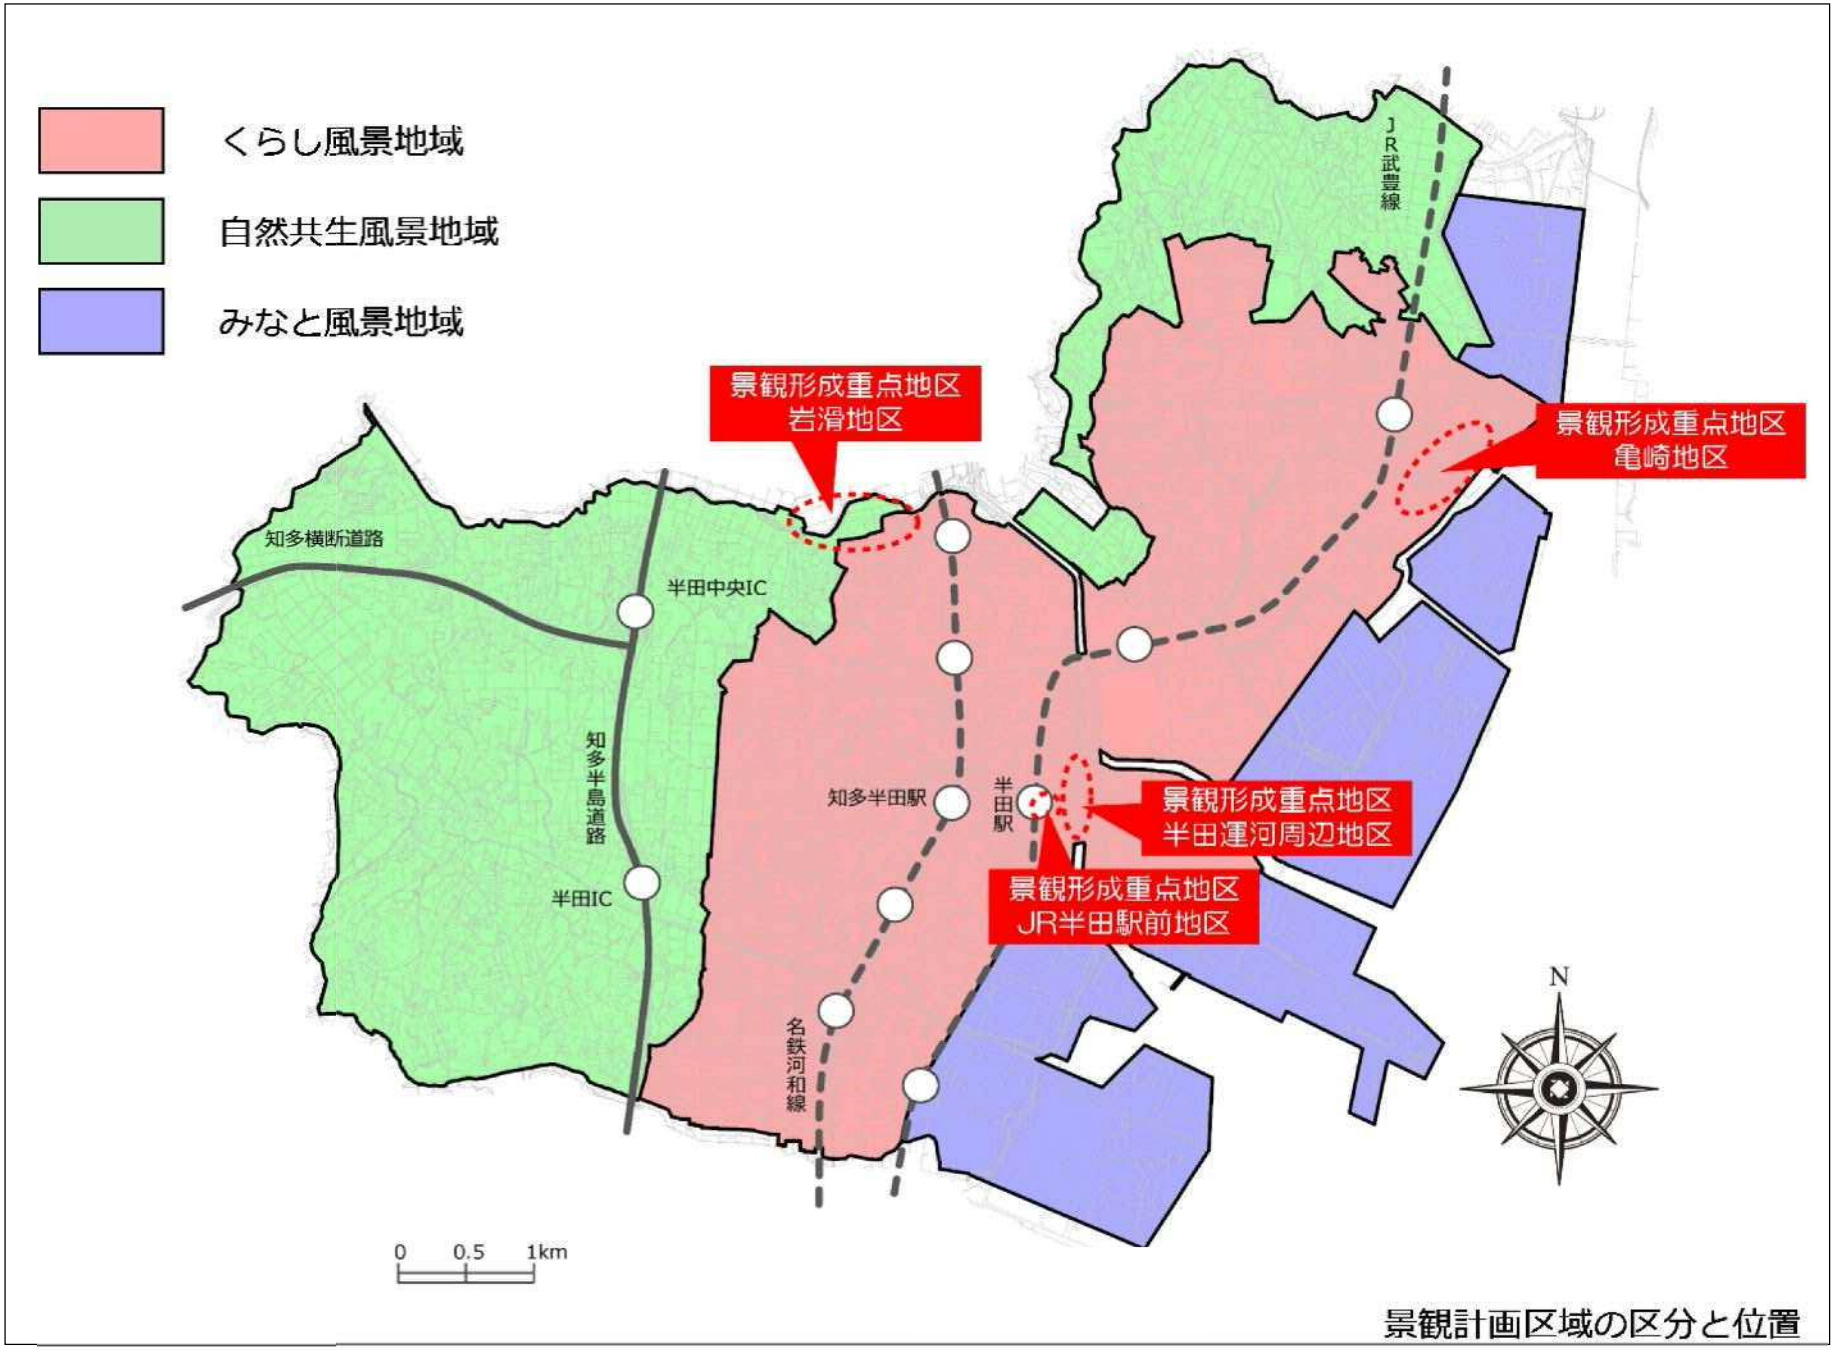 くらし風景地域
自然共生風景地域
みなと風景地域
JR武豊線
景観形成重点地区
岩滑地区
景観形成重点地区
亀崎地区
知多横断道路
半田中央IC
知多半島道路
知多半田駅
半田駅
景観形成重点地区
半田運河周辺地区
半田IC
景観形成重点地区
JR半田駅前地区
名鉄河和線
N
0 0.5 1km
景観計画区域の区分と位置